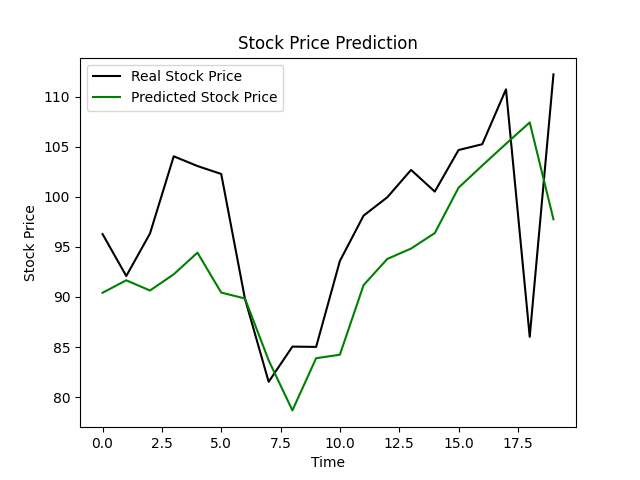 Stock Price Prediction
Real Stock Price
Predicted Stock Price
Stock Price
110
105
100
95
90
85
80
0.0 2.5 5.0 7.5 10.0 12.5 15.0 17.5
Time